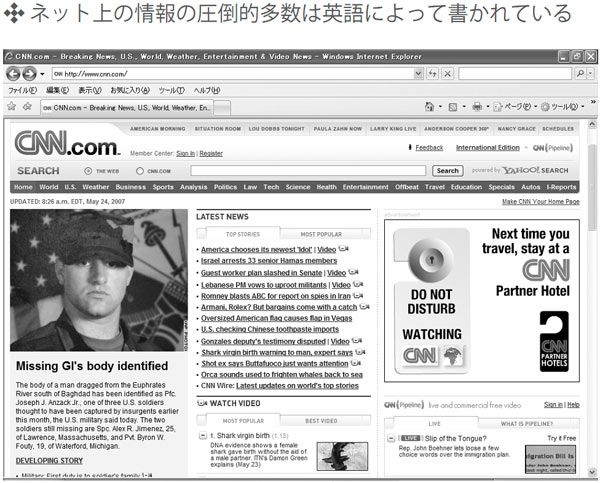 ❖ ネット上の情報の圧倒的多数は英語によって書かれている
CNN.com - Breaking News, U.S., World, Weather, Entertainment & Video News - Windows Internet Explorer
http://www.cnn.com/
ファイル(F) 編集(E) 表示(V) お気に入り(A) ツール(T) ヘルプ(H)
CNN.com - Breaking News, U.S., World, Weather, En...
ページ(P) ツール(O)
AMERICAN MORNING SITUATION ROOM LOU DOBBS TONIGHT PAULA ZAHN NOW LARRY KING LIVE ANDERSON COOPER 360° NANCY GRACE SCHEDULES
CNN.com
Member Center: Sign In | Register
Feedback International Edition CNN Pipeline
SEARCH THE WEB CNN.COM Search powered by YAHOO! SEARCH
Home World U.S. Weather Business Sports Analysis Politics Law Tech Science Health Entertainment Offbeat Travel Education Specials Autos I-Reports
UPDATED: 8:26 a.m. EDT, May 24, 2007
Make CNN Your Home Page
Missing GI's body identified
The body of a man dragged from the Euphrates
River south of Baghdad has been identified as Pfc.
Joseph J. Anzack Jr., one of three U.S. soldiers
thought to have been captured by insurgents earlier
this month, the U.S. military said today. The two
soldiers still missing are Spc. Alex R. Jimenez, 25,
of Lawrence, Massachusetts, and Pvt. Byron W.
Fouty, 19, of Waterford, Michigan.
DEVELOPING STORY
• Military: First duty is to soldier's family
LATEST NEWS
TOP STORIES MOST POPULAR
• America chooses its newest 'Idol' | Video
• Israel arrests 33 senior Hamas members
• Guest worker plan slashed in Senate | Video
• Lebanese PM vows to uproot militants | Video
• Romney blasts ABC for report on spies in Iran
• Armani, Rolex? But bargains come with a catch
• Oversized American flag causes flap in Vegas
• U.S. checking Chinese toothpaste imports
• Gonzales deputy's testimony disputed | Video
• Shark virgin birth warning to man, expert says
• Shot ex says Buttafuoco just wants attention
• Orca sounds used to frighten whales back to sea
• CNN Wire: Latest updates on world's top stories
WATCH VIDEO
MOST POPULAR BEST VIDEO
1. Shark virgin birth (1:18)
DNA evidence shows a female
shark gave birth without the aid of
a male partner. ITN's Damon Green
explains (May 23)
advertisement
DO NOT
DISTURB
WATCHING
CNN
Next time you
travel, stay at a
CNN
Partner Hotel
CNN
PARTNER
HOTELS
CNN Pipeline live and commercial free video Sign in | Help
LIVE WHAT IS PIPELINE?
LIVE Slip of the Tongue? Try it Free
Rep. John Boehner lets loose a few
choice words over the immigration plan.